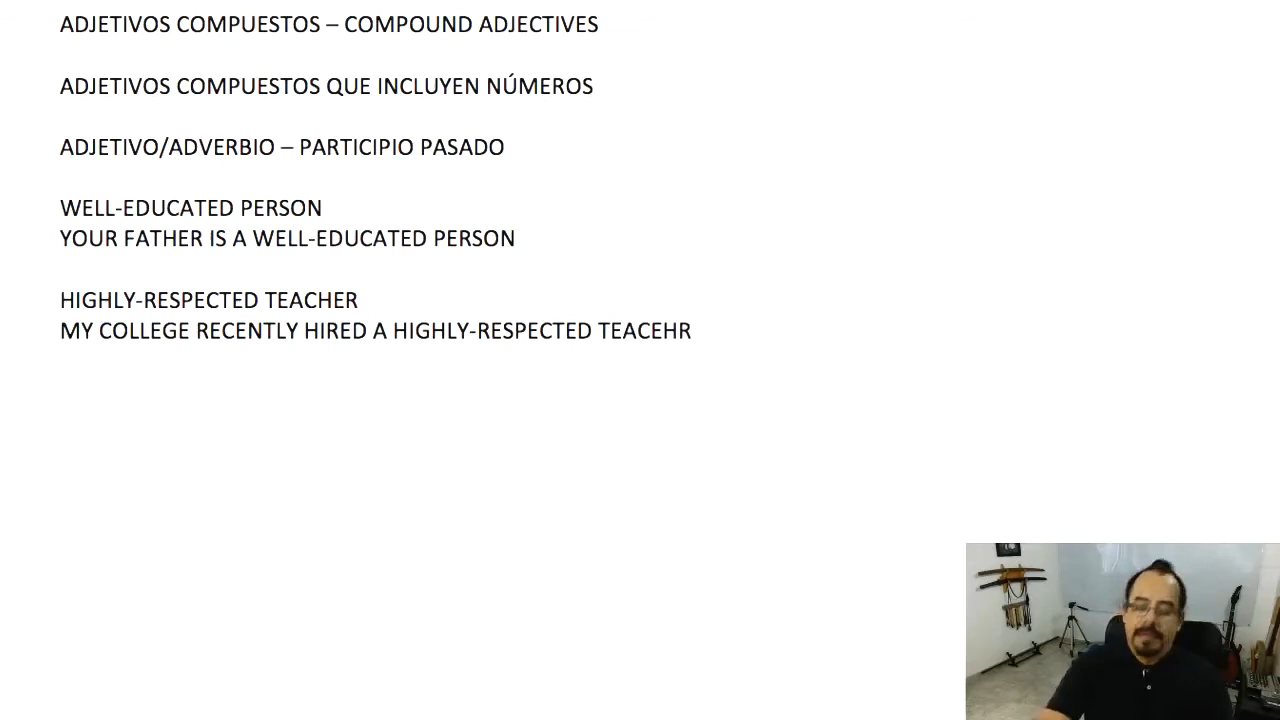 ADJETIVOS COMPUESTOS – COMPOUND ADJECTIVES
ADJETIVOS COMPUESTOS QUE INCLUYEN NÚMEROS
ADJETIVO/ADVERBIO – PARTICIPIO PASADO
WELL-EDUCATED PERSON
YOUR FATHER IS A WELL-EDUCATED PERSON
HIGHLY-RESPECTED TEACHER
MY COLLEGE RECENTLY HIRED A HIGHLY-RESPECTED TEACEHR